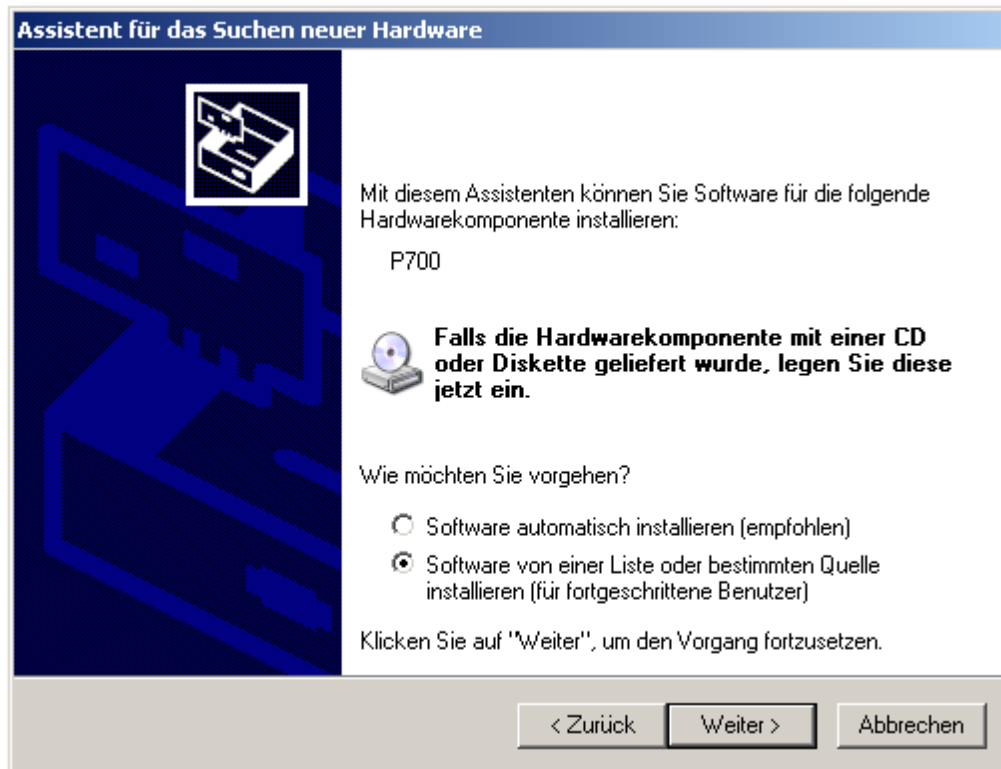 Assistent für das Suchen neuer Hardware
Mit diesem Assistenten können Sie Software für die folgende
Hardwarekomponente installieren:
P700
Falls die Hardwarekomponente mit einer CD
oder Diskette geliefert wurde, legen Sie diese
jetzt ein.
Wie möchten Sie vorgehen?
Software automatisch installieren (empfohlen)
Software von einer Liste oder bestimmten Quelle
installieren (für fortgeschrittene Benutzer)
Klicken Sie auf "Weiter", um den Vorgang fortzusetzen.
< Zurück Weiter > Abbrechen